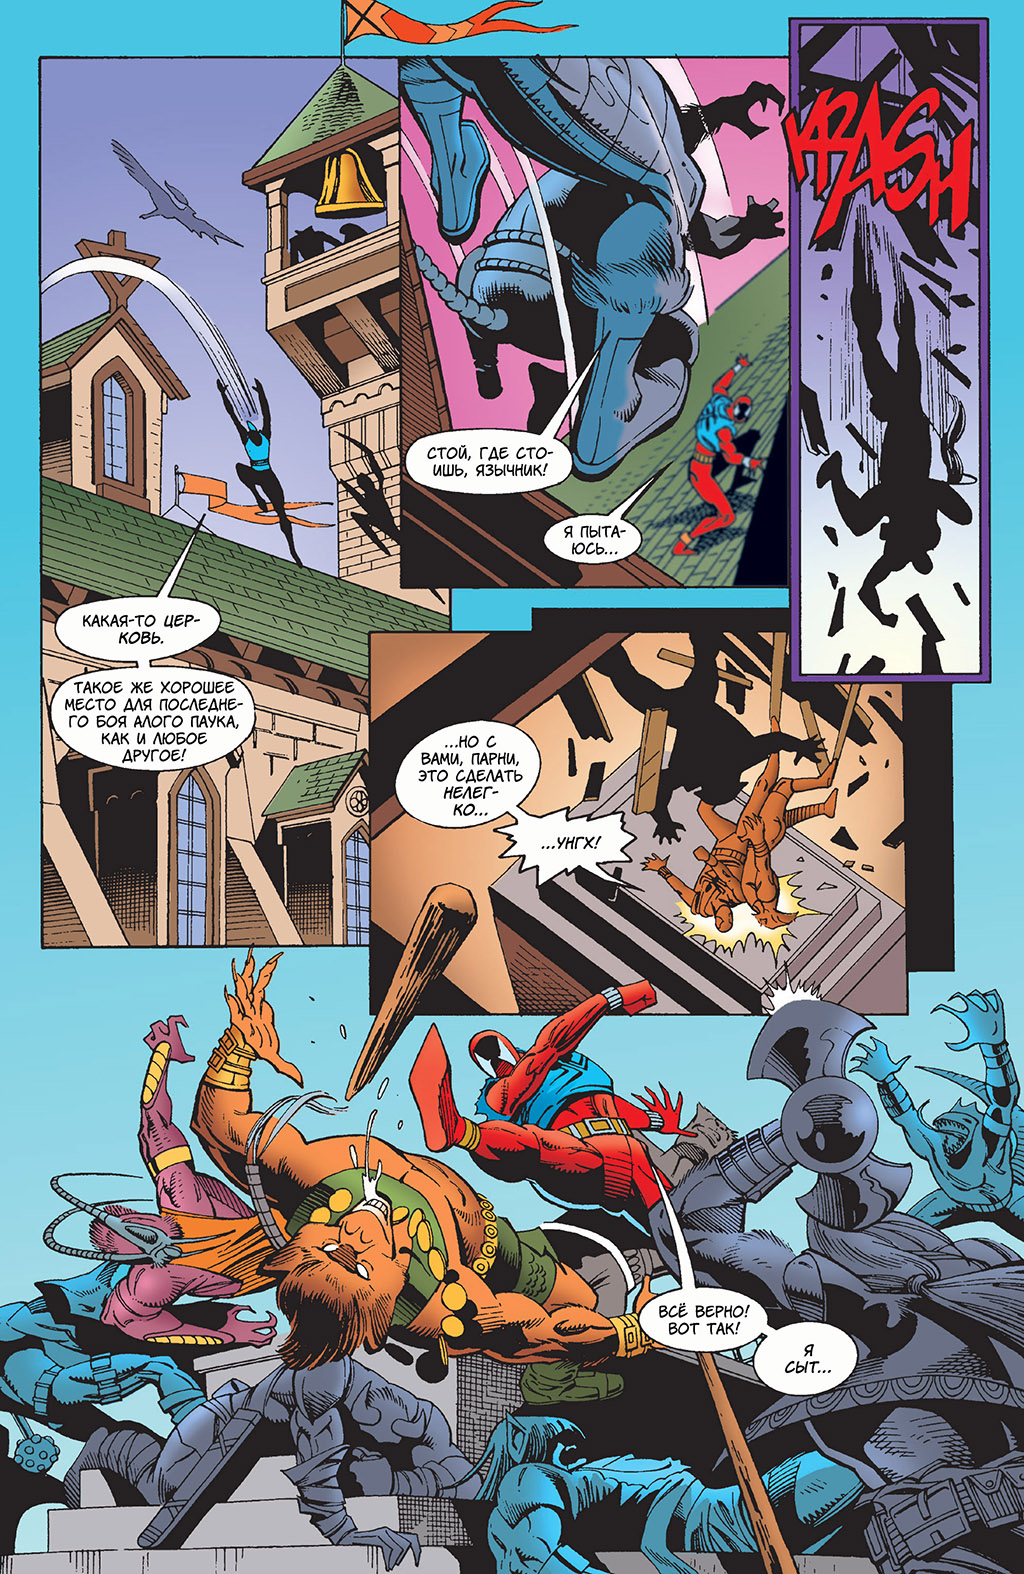 КАКАЯ-ТО ЦЕР-
КОВЬ.
ТАКОЕ ЖЕ ХОРОШЕЕ
МЕСТО ДЛЯ ПОСЛЕДНЕ-
ГО БОЯ АЛОГО ПАУКА,
КАК И ЛЮБОЕ
ДРУГОЕ!
СТОЙ, ГДЕ СТО-
ИШЬ, ЯЗЫЧНИК!
Я ПЫТА-
ЮСЬ...
KRASH
...НО С
ВАМИ, ПАРНИ,
ЭТО СДЕЛАТЬ
НЕЛЕГ-
КО...
...УНГХ!
ВСЁ ВЕРНО!
ВОТ ТАК!
Я
СЫТ...